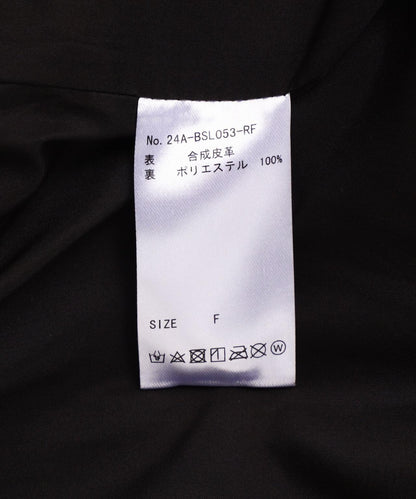 No. 24A-BSL053-RF
表 合成皮革
裏 ポリエステル 100%
SIZE F
W